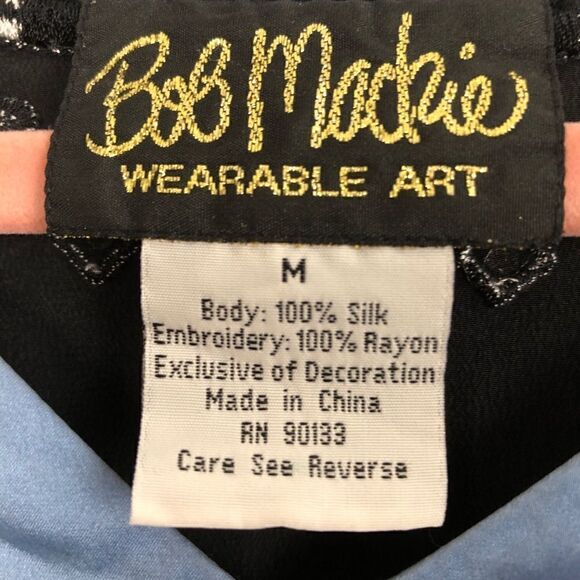 Bob Mackie
WEARABLE ART
M
Body: 100% Silk
Embroidery: 100% Rayon
Exclusive of Decoration
Made in China
RN 90133
Care See Reverse